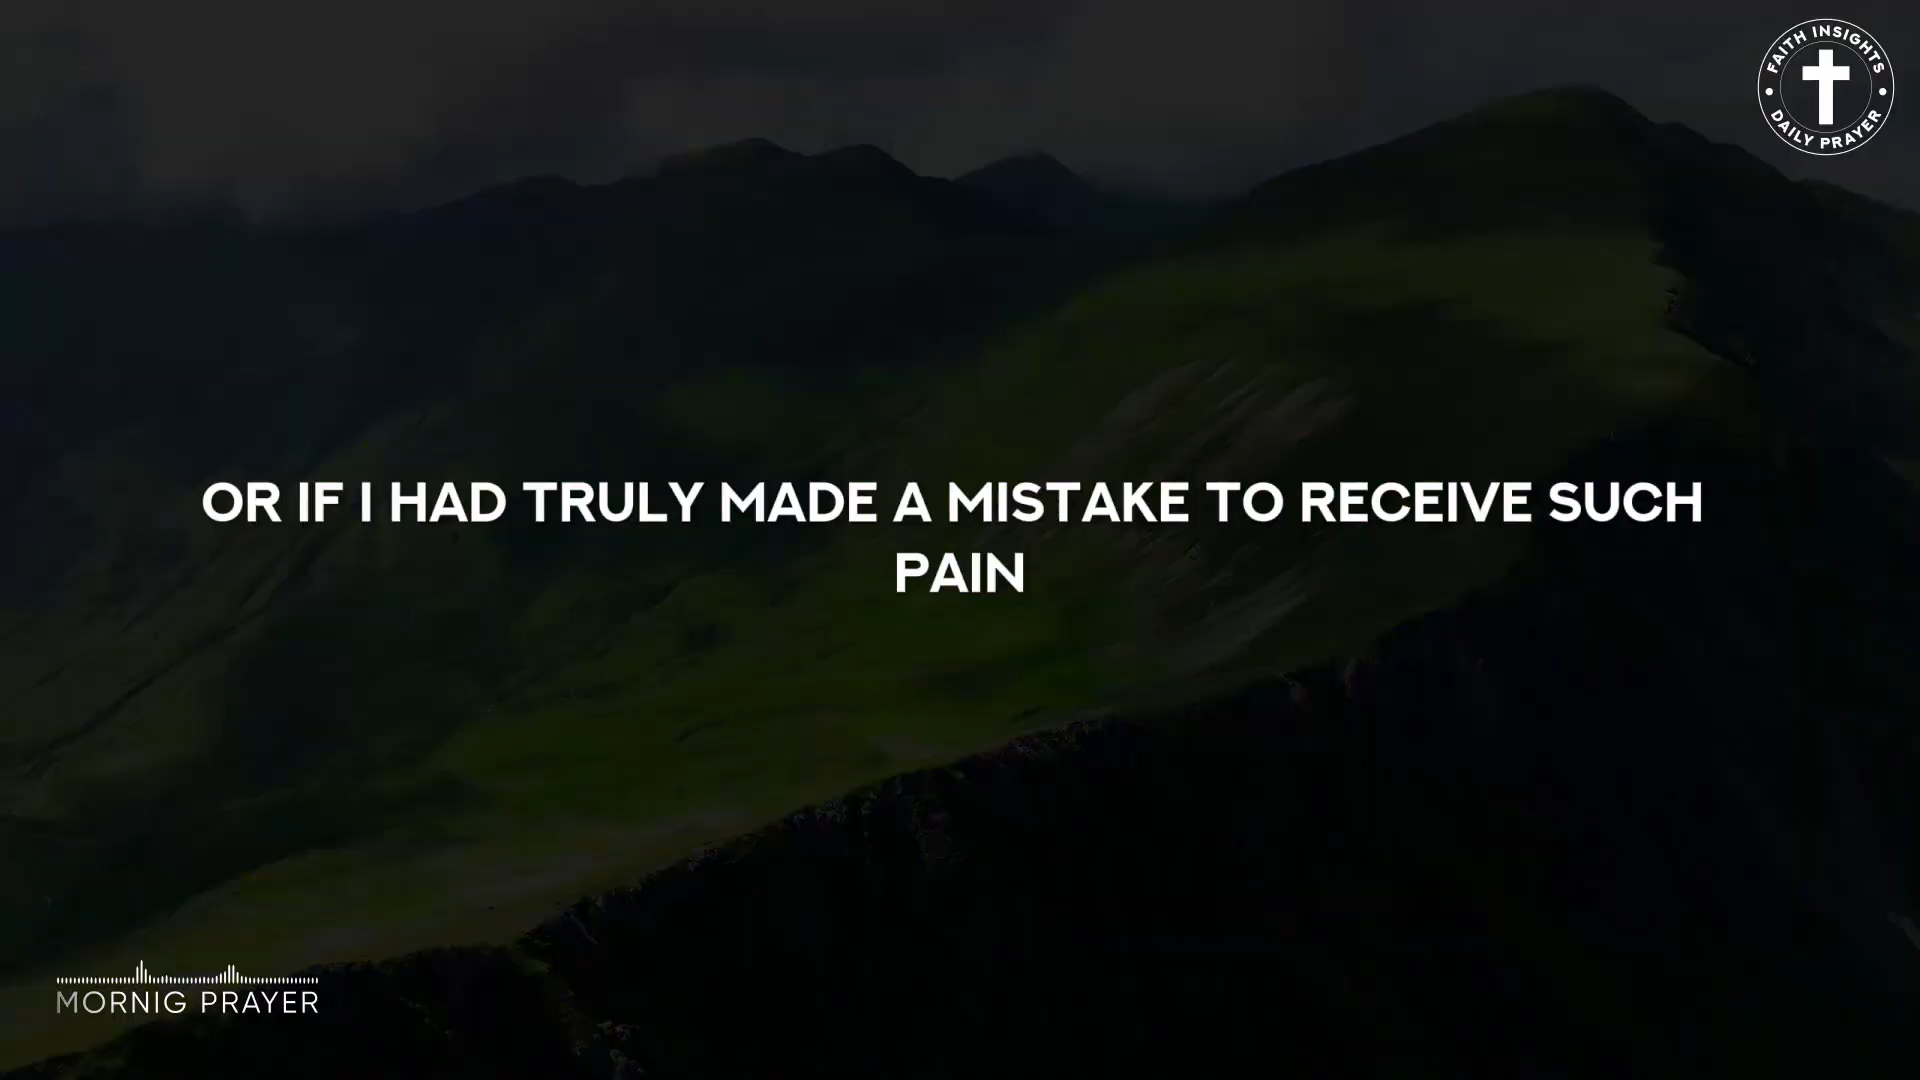 FAITH INSIGHTS
DAILY PRAYER
OR IF I HAD TRULY MADE A MISTAKE TO RECEIVE SUCH
PAIN
MORNIG PRAYER